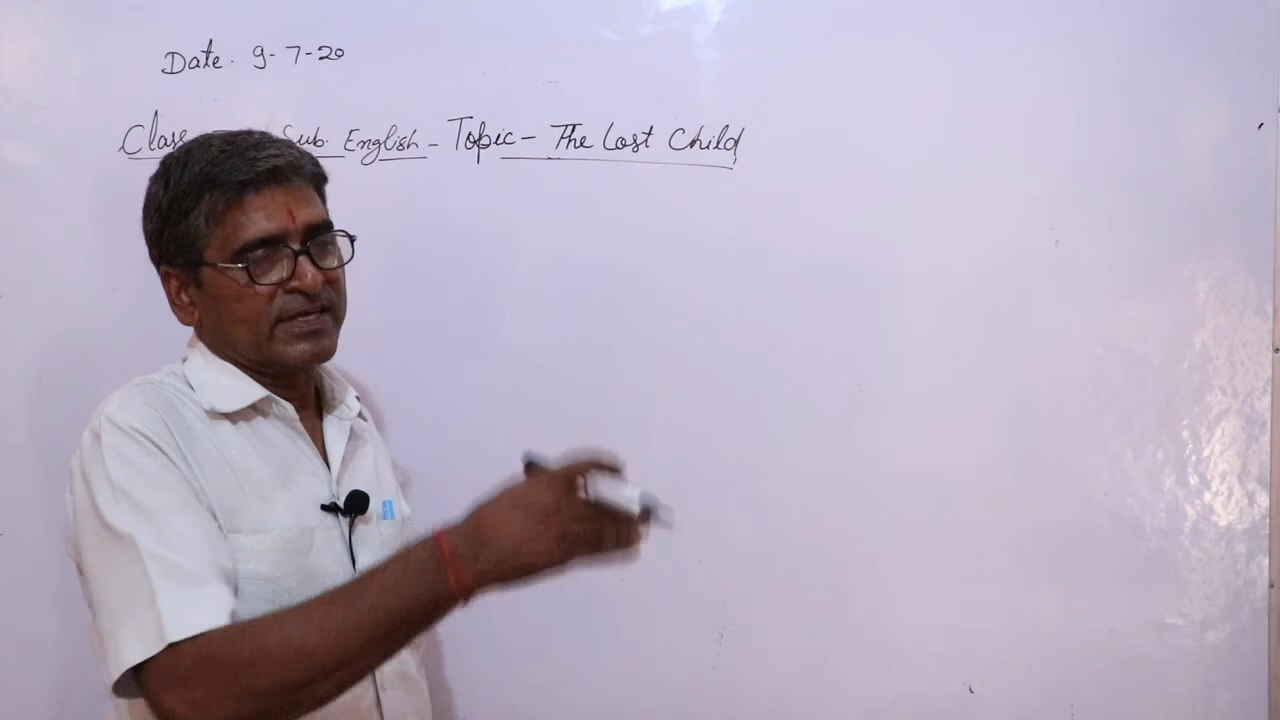 Date. 9-7-20
Class Sub. English - Topic - The Lost Child